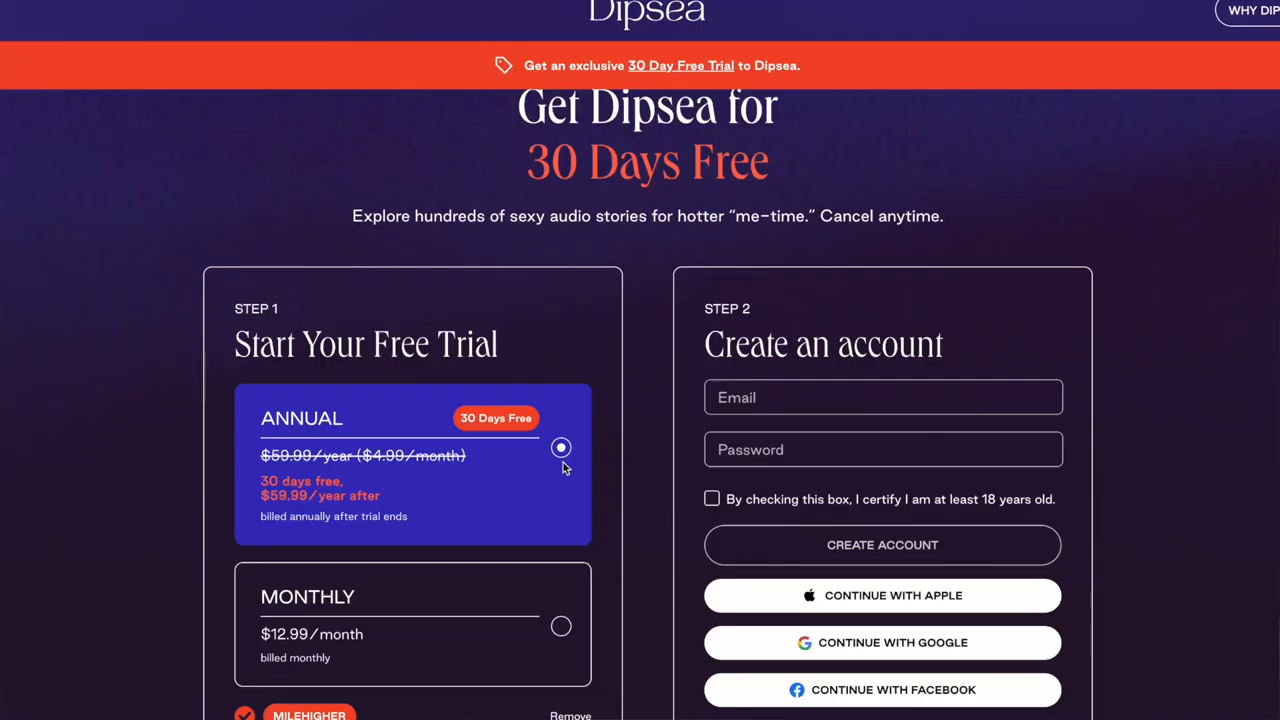 Dipsea
WHY DIP
Get an exclusive 30 Day Free Trial to Dipsea.
Get Dipsea for
30 Days Free
Explore hundreds of sexy audio stories for hotter “me-time.” Cancel anytime.
STEP 1
Start Your Free Trial
ANNUAL
30 Days Free
$59.99/year ($4.99/month)
30 days free,
$59.99/year after
billed annually after trial ends
MONTHLY
$12.99/month
billed monthly
MILEHIGHER
Remove
STEP 2
Create an account
Email
Password
By checking this box, I certify I am at least 18 years old.
CREATE ACCOUNT
CONTINUE WITH APPLE
CONTINUE WITH GOOGLE
CONTINUE WITH FACEBOOK